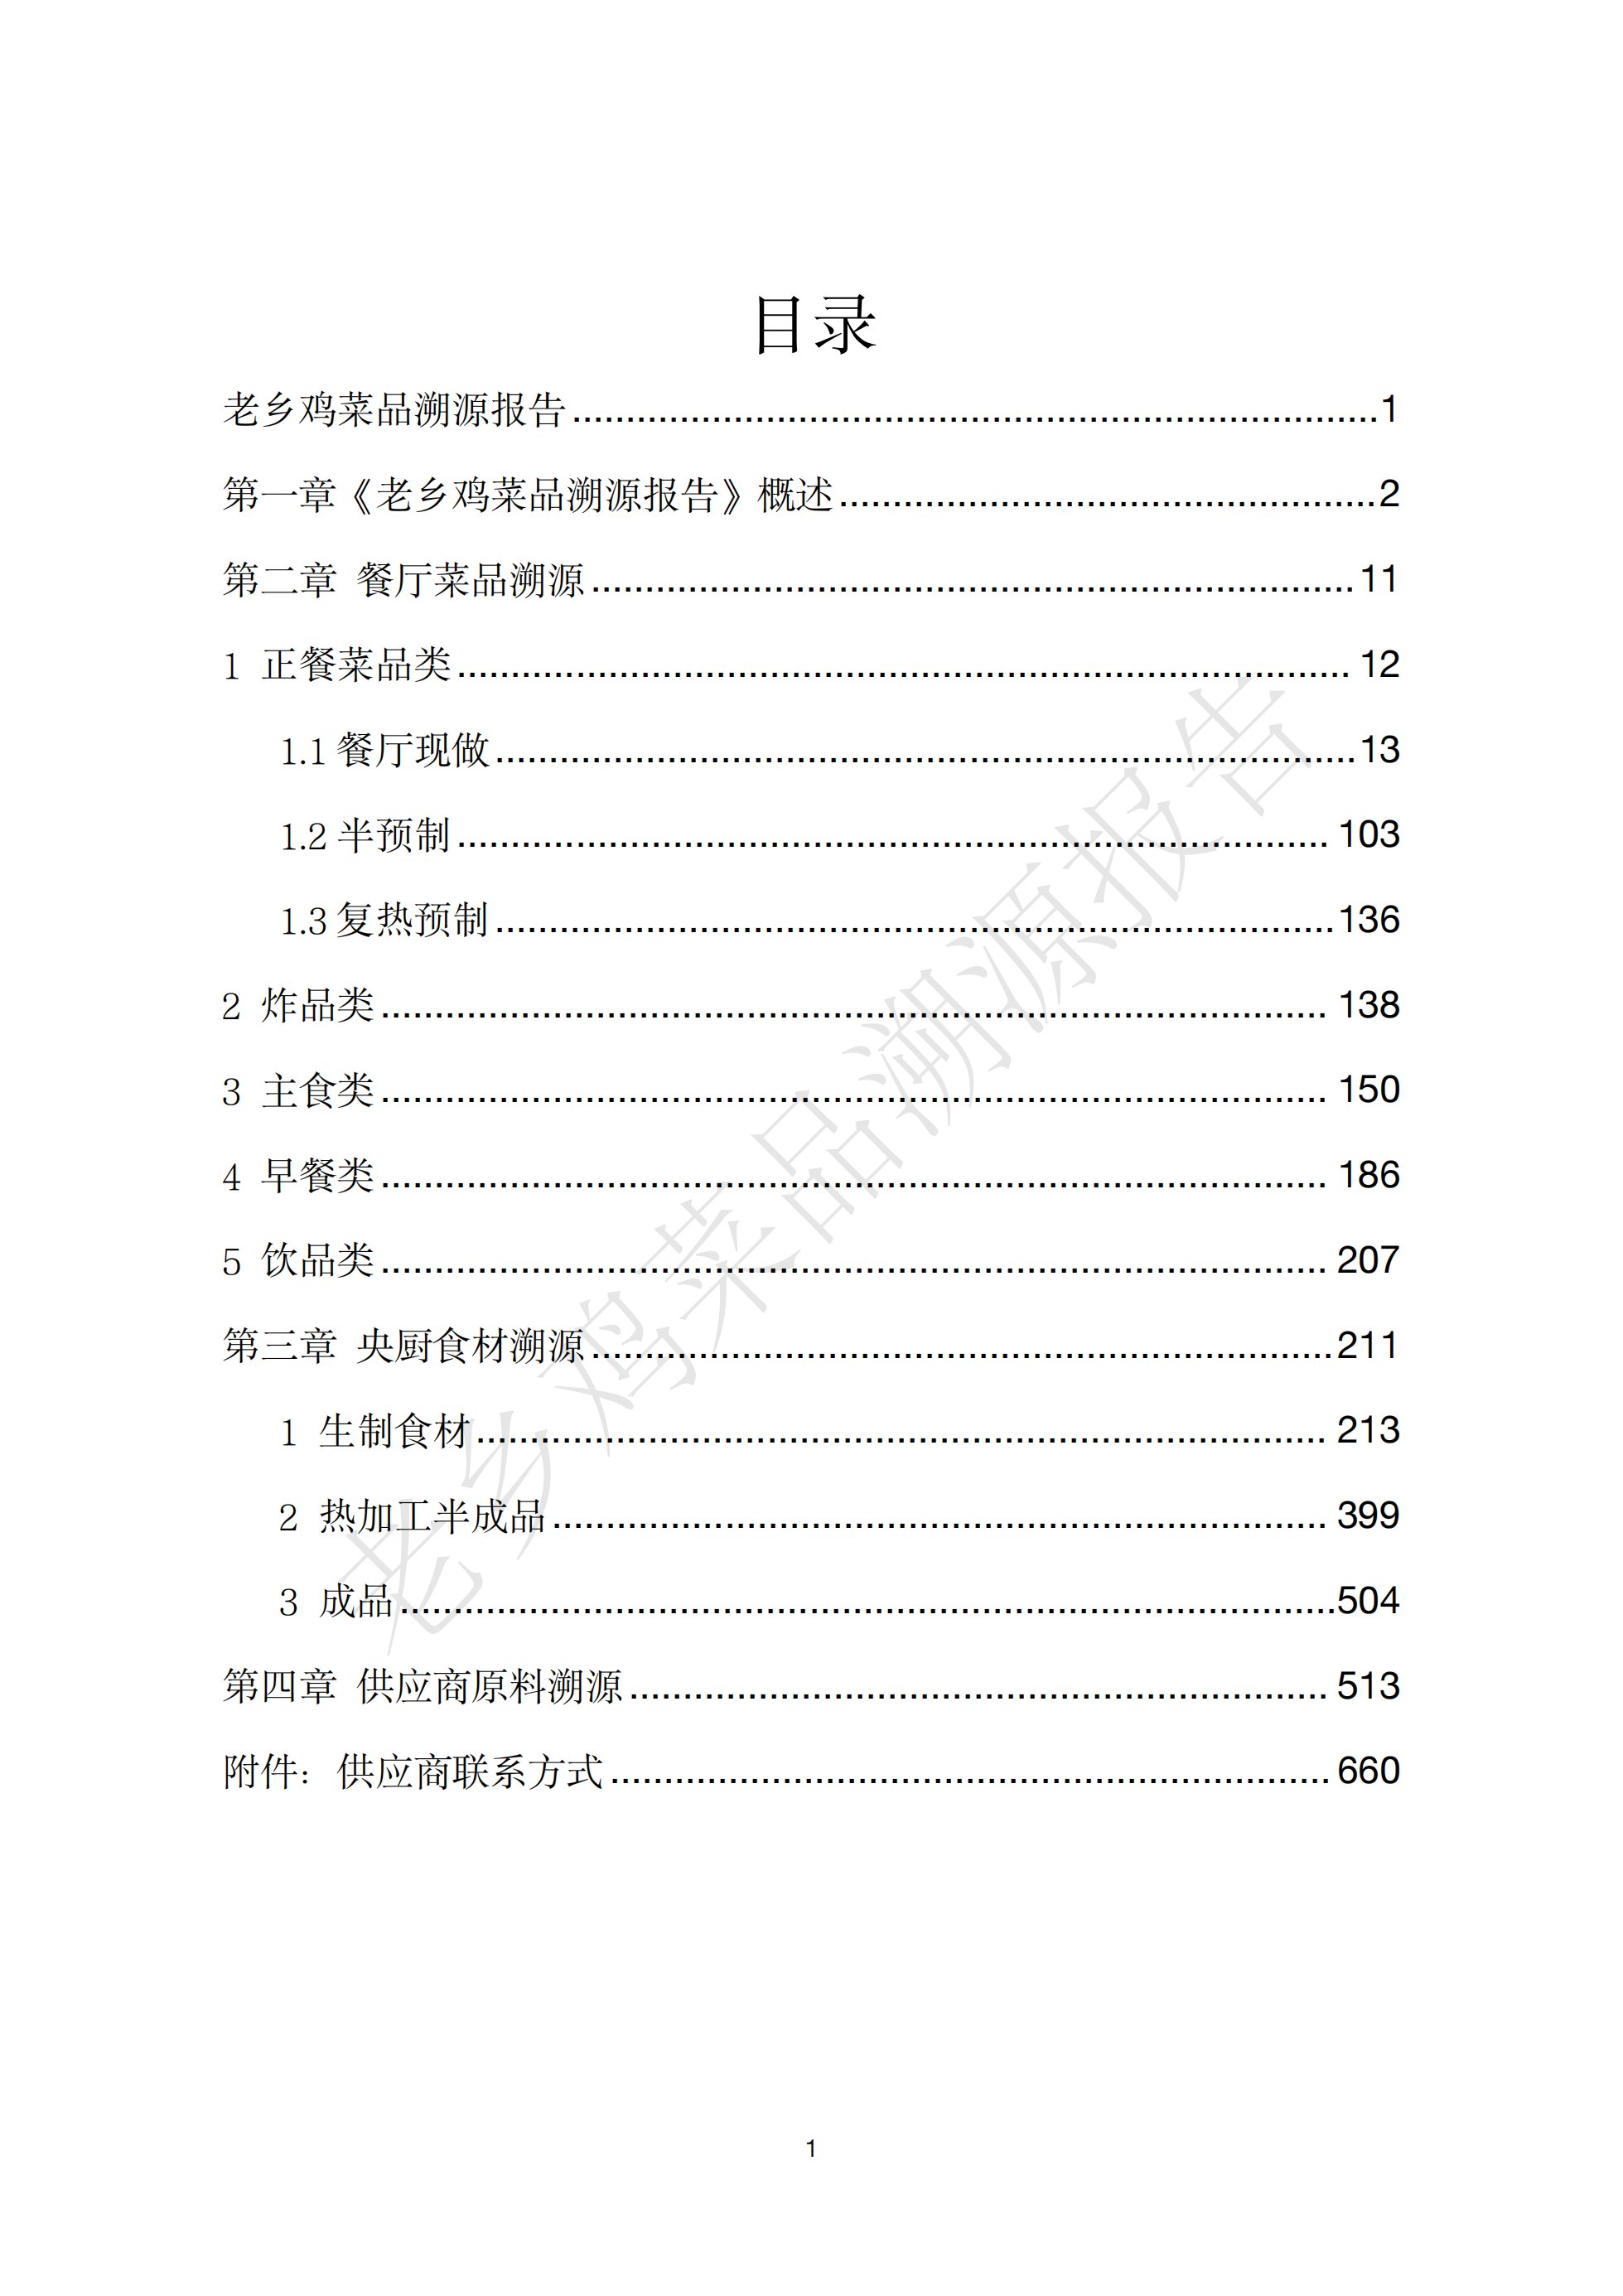 目录
老乡鸡菜品溯源报告........................................................................1
第一章《老乡鸡菜品溯源报告》概述................................................2
第二章 餐厅菜品溯源.................................................................... 11
1 正餐菜品类................................................................................ 12
1.1 餐厅现做.............................................................................13
1.2 半预制.............................................................................. 103
1.3 复热预制...........................................................................136
2 炸品类..................................................................................... 138
3 主食类..................................................................................... 150
4 早餐类..................................................................................... 186
5 饮品类..................................................................................... 207
第三章 央厨食材溯源..................................................................211
1 生制食材............................................................................ 213
2 热加工半成品..................................................................... 399
3 成品....................................................................................504
第四章 供应商原料溯源.............................................................. 513
附件：供应商联系方式................................................................ 660
老乡鸡菜品溯源报告
1